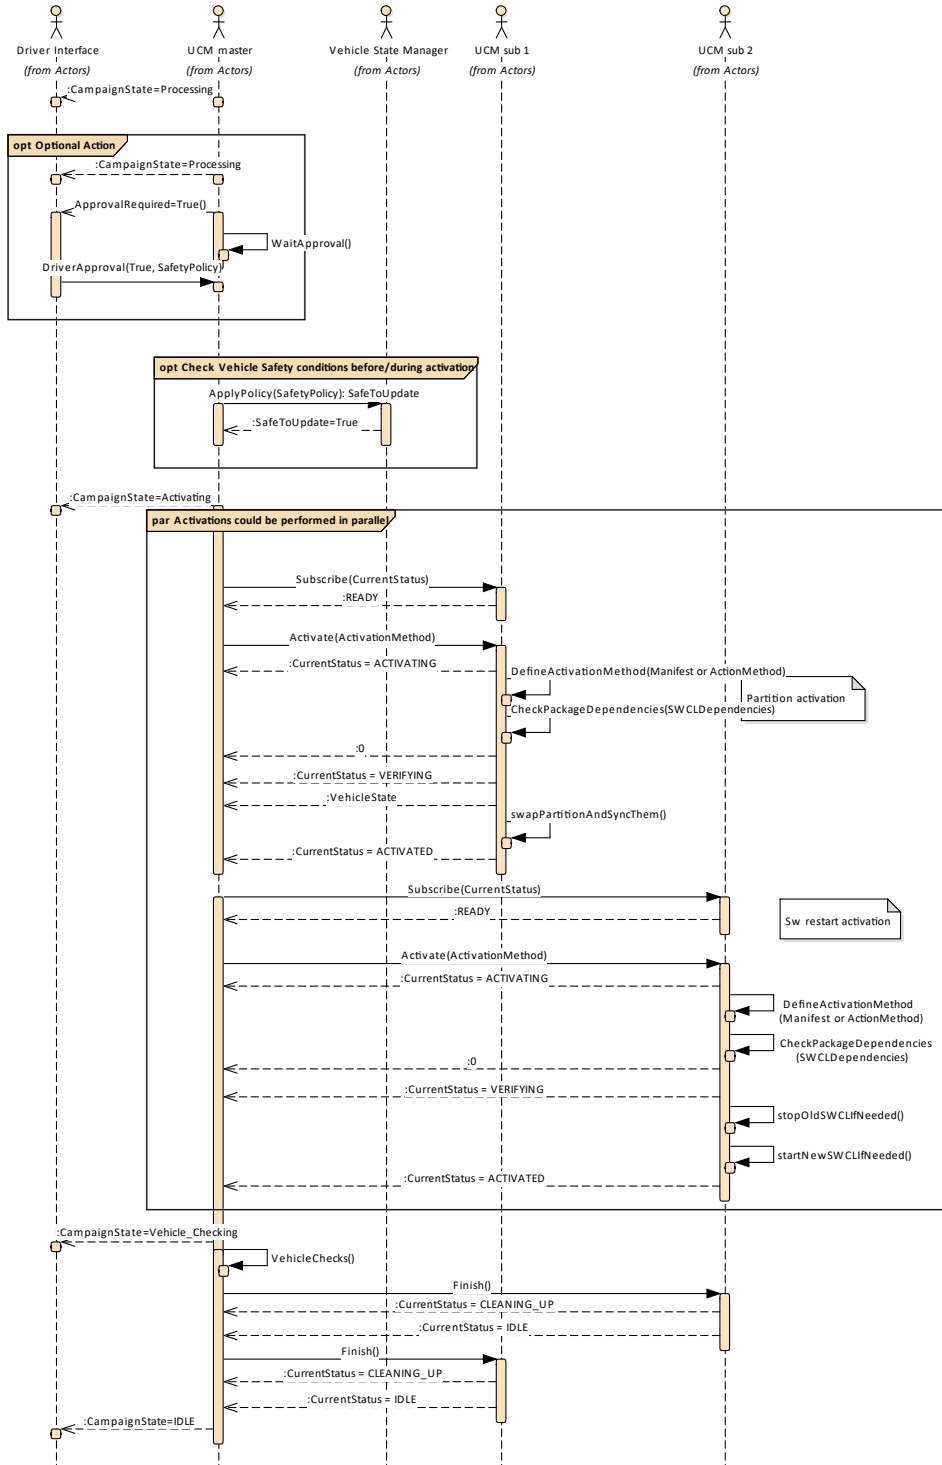 Driver Interface
(from Actors)
UCM master
(from Actors)
Vehicle State Manager
(from Actors)
UCM sub 1
(from Actors)
UCM sub 2
(from Actors)
:CampaignState=Processing
opt Optional Action
:CampaignState=Processing
ApprovalRequired=True()
WaitApproval()
DriverApproval(True, SafetyPolicy)
opt Check Vehicle Safety conditions before/during activation
ApplyPolicy(SafetyPolicy): SafeToUpdate
:SafeToUpdate=True
:CampaignState=Activating
par Activations could be performed in parallel
Subscribe(CurrentStatus)
:READY
Activate(ActivationMethod)
:CurrentStatus = ACTIVATING
DefineActivationMethod(Manifest or ActionMethod)
Partition activation
CheckPackageDependencies(SWCLDependencies)
:0
:CurrentStatus = VERIFYING
:VehicleState
swapPartitionAndSyncThem()
:CurrentStatus = ACTIVATED
Subscribe(CurrentStatus)
:READY
Sw restart activation
Activate(ActivationMethod)
:CurrentStatus = ACTIVATING
DefineActivationMethod
(Manifest or ActionMethod)
CheckPackageDependencies
(SWCLDependencies)
:0
:CurrentStatus = VERIFYING
stopOldSWCLIfNeeded()
startNewSWCLIfNeeded()
:CurrentStatus = ACTIVATED
:CampaignState=Vehicle_Checking
VehicleChecks()
Finish()
:CurrentStatus = CLEANING_UP
:CurrentStatus = IDLE
Finish()
:CurrentStatus = CLEANING_UP
:CurrentStatus = IDLE
:CampaignState=IDLE